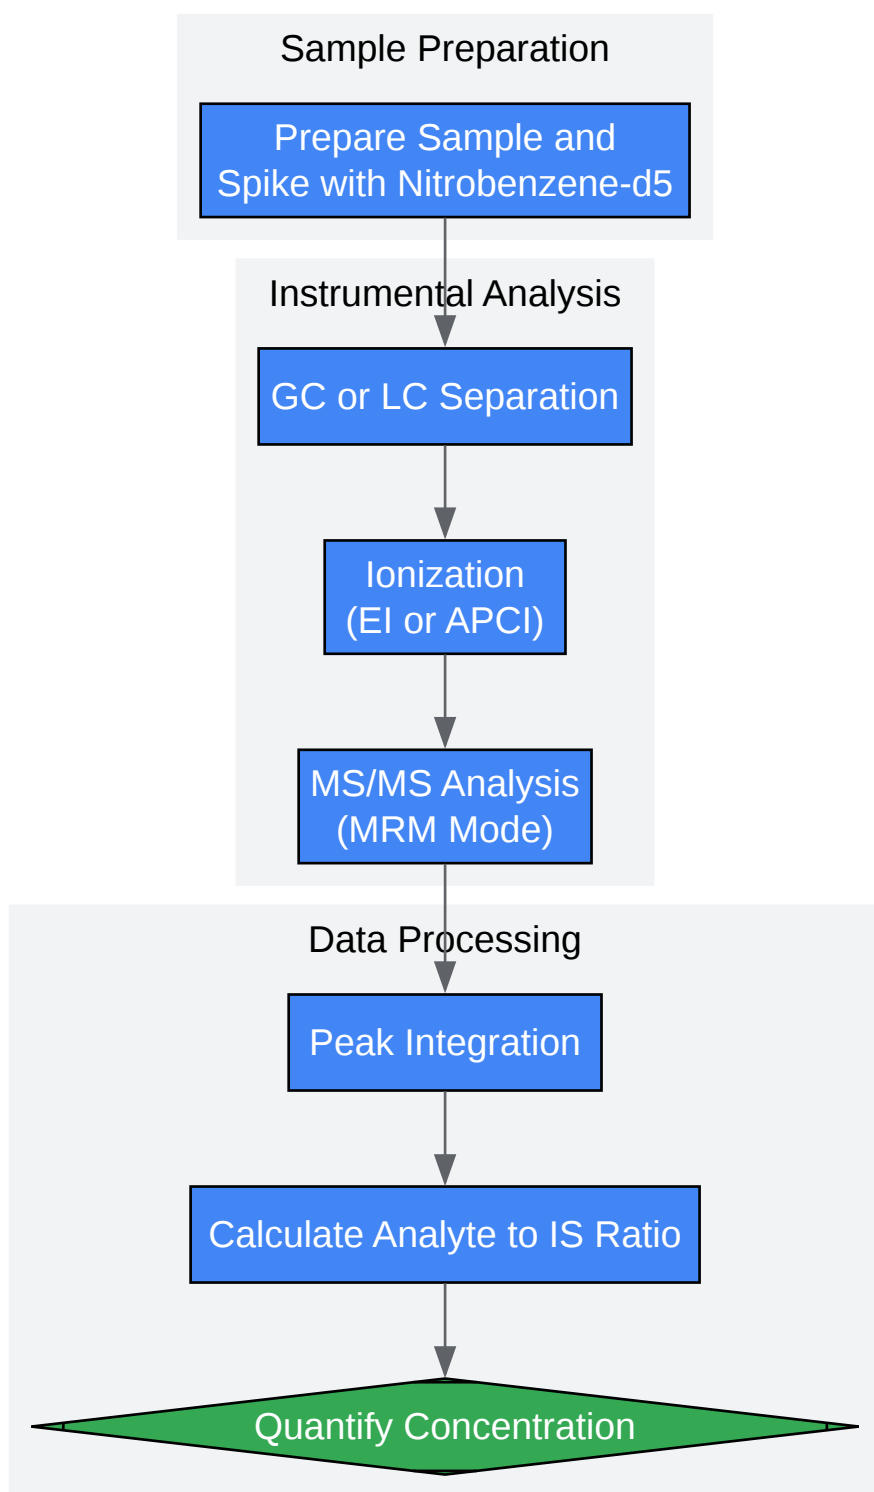 Sample Preparation
Prepare Sample and
Spike with Nitrobenzene-d5
Instrumental Analysis
GC or LC Separation
Ionization
(EI or APCI)
MS/MS Analysis
(MRM Mode)
Data Processing
Peak Integration
Calculate Analyte to IS Ratio
Quantify Concentration